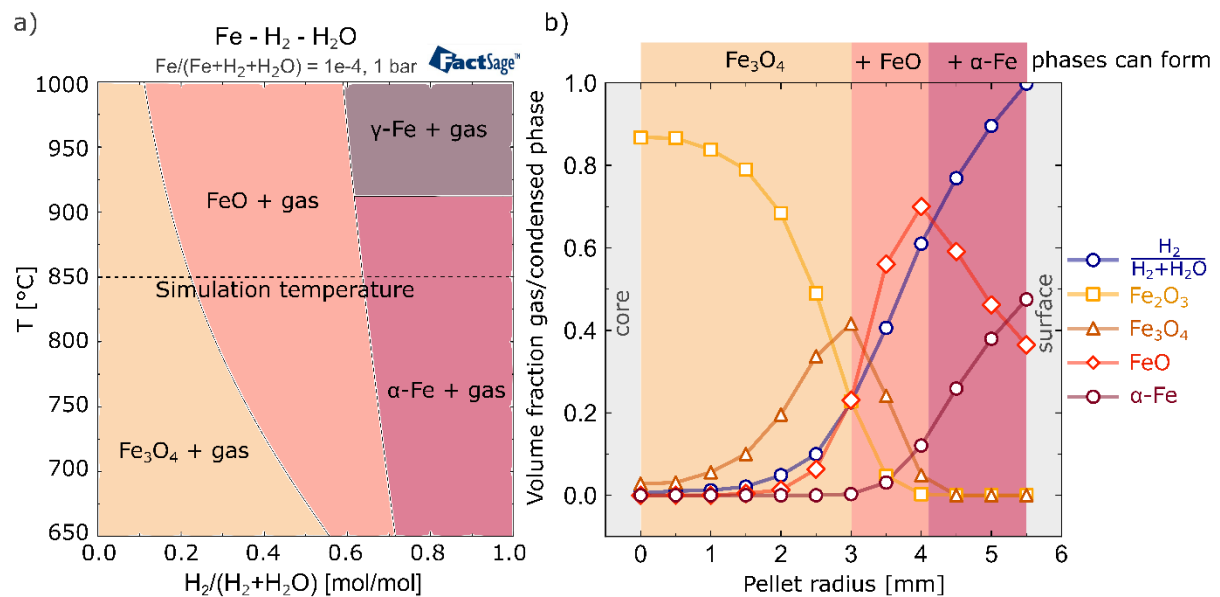 a)
Fe - H₂ - H₂O
Fe/(Fe+H₂+H₂O) = 1e-4, 1 bar
FactSage™
T [°C]
1000
950
900
850
800
750
700
650
γ-Fe + gas
FeO + gas
Simulation temperature
α-Fe + gas
Fe₃O₄ + gas
0.0 0.2 0.4 0.6 0.8 1.0
H₂/(H₂+H₂O) [mol/mol]
b)
Fe₃O₄ + FeO + α-Fe phases can form
Volume fraction gas/condensed phase
1.0
0.8
0.6
0.4
0.2
0.0
core
surface
0 1 2 3 4 5 6
Pellet radius [mm]
H₂
H₂+H₂O
Fe₂O₃
Fe₃O₄
FeO
α-Fe